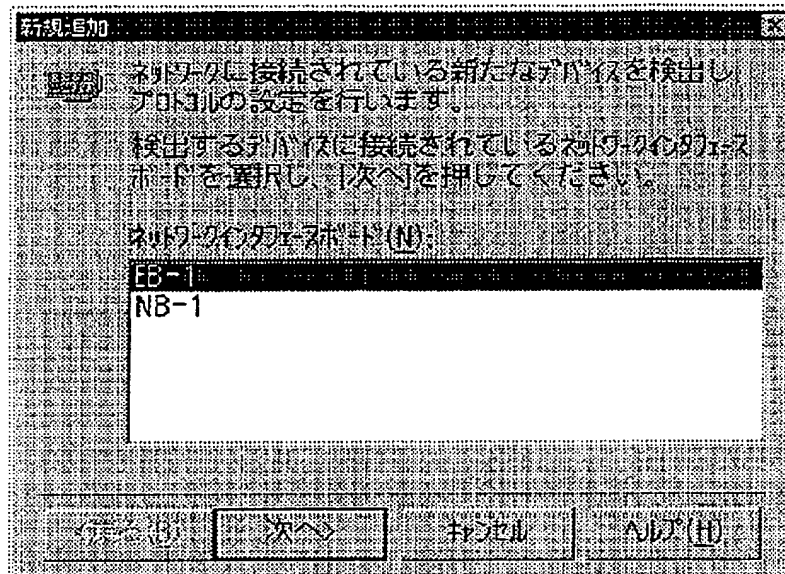 新規追加
ﾈｯﾄﾜｰｸに接続されている新たなﾃﾞﾊﾞｲｽを検出し
ﾌﾟﾛﾄｺﾙの設定を行います。
検出するﾃﾞﾊﾞｲｽに接続されているﾈｯﾄﾜｰｸｲﾝﾀﾌｪｰｽ
ﾎﾞｰﾄﾞを選択し、[次へ]を押してください。
ﾈｯﾄﾜｰｸｲﾝﾀﾌｪｰｽﾎﾞｰﾄﾞ(N):
EB-1
NB-1
<戻る(B)
次へ>
ｷｬﾝｾﾙ
ﾍﾙﾌﾟ(H)